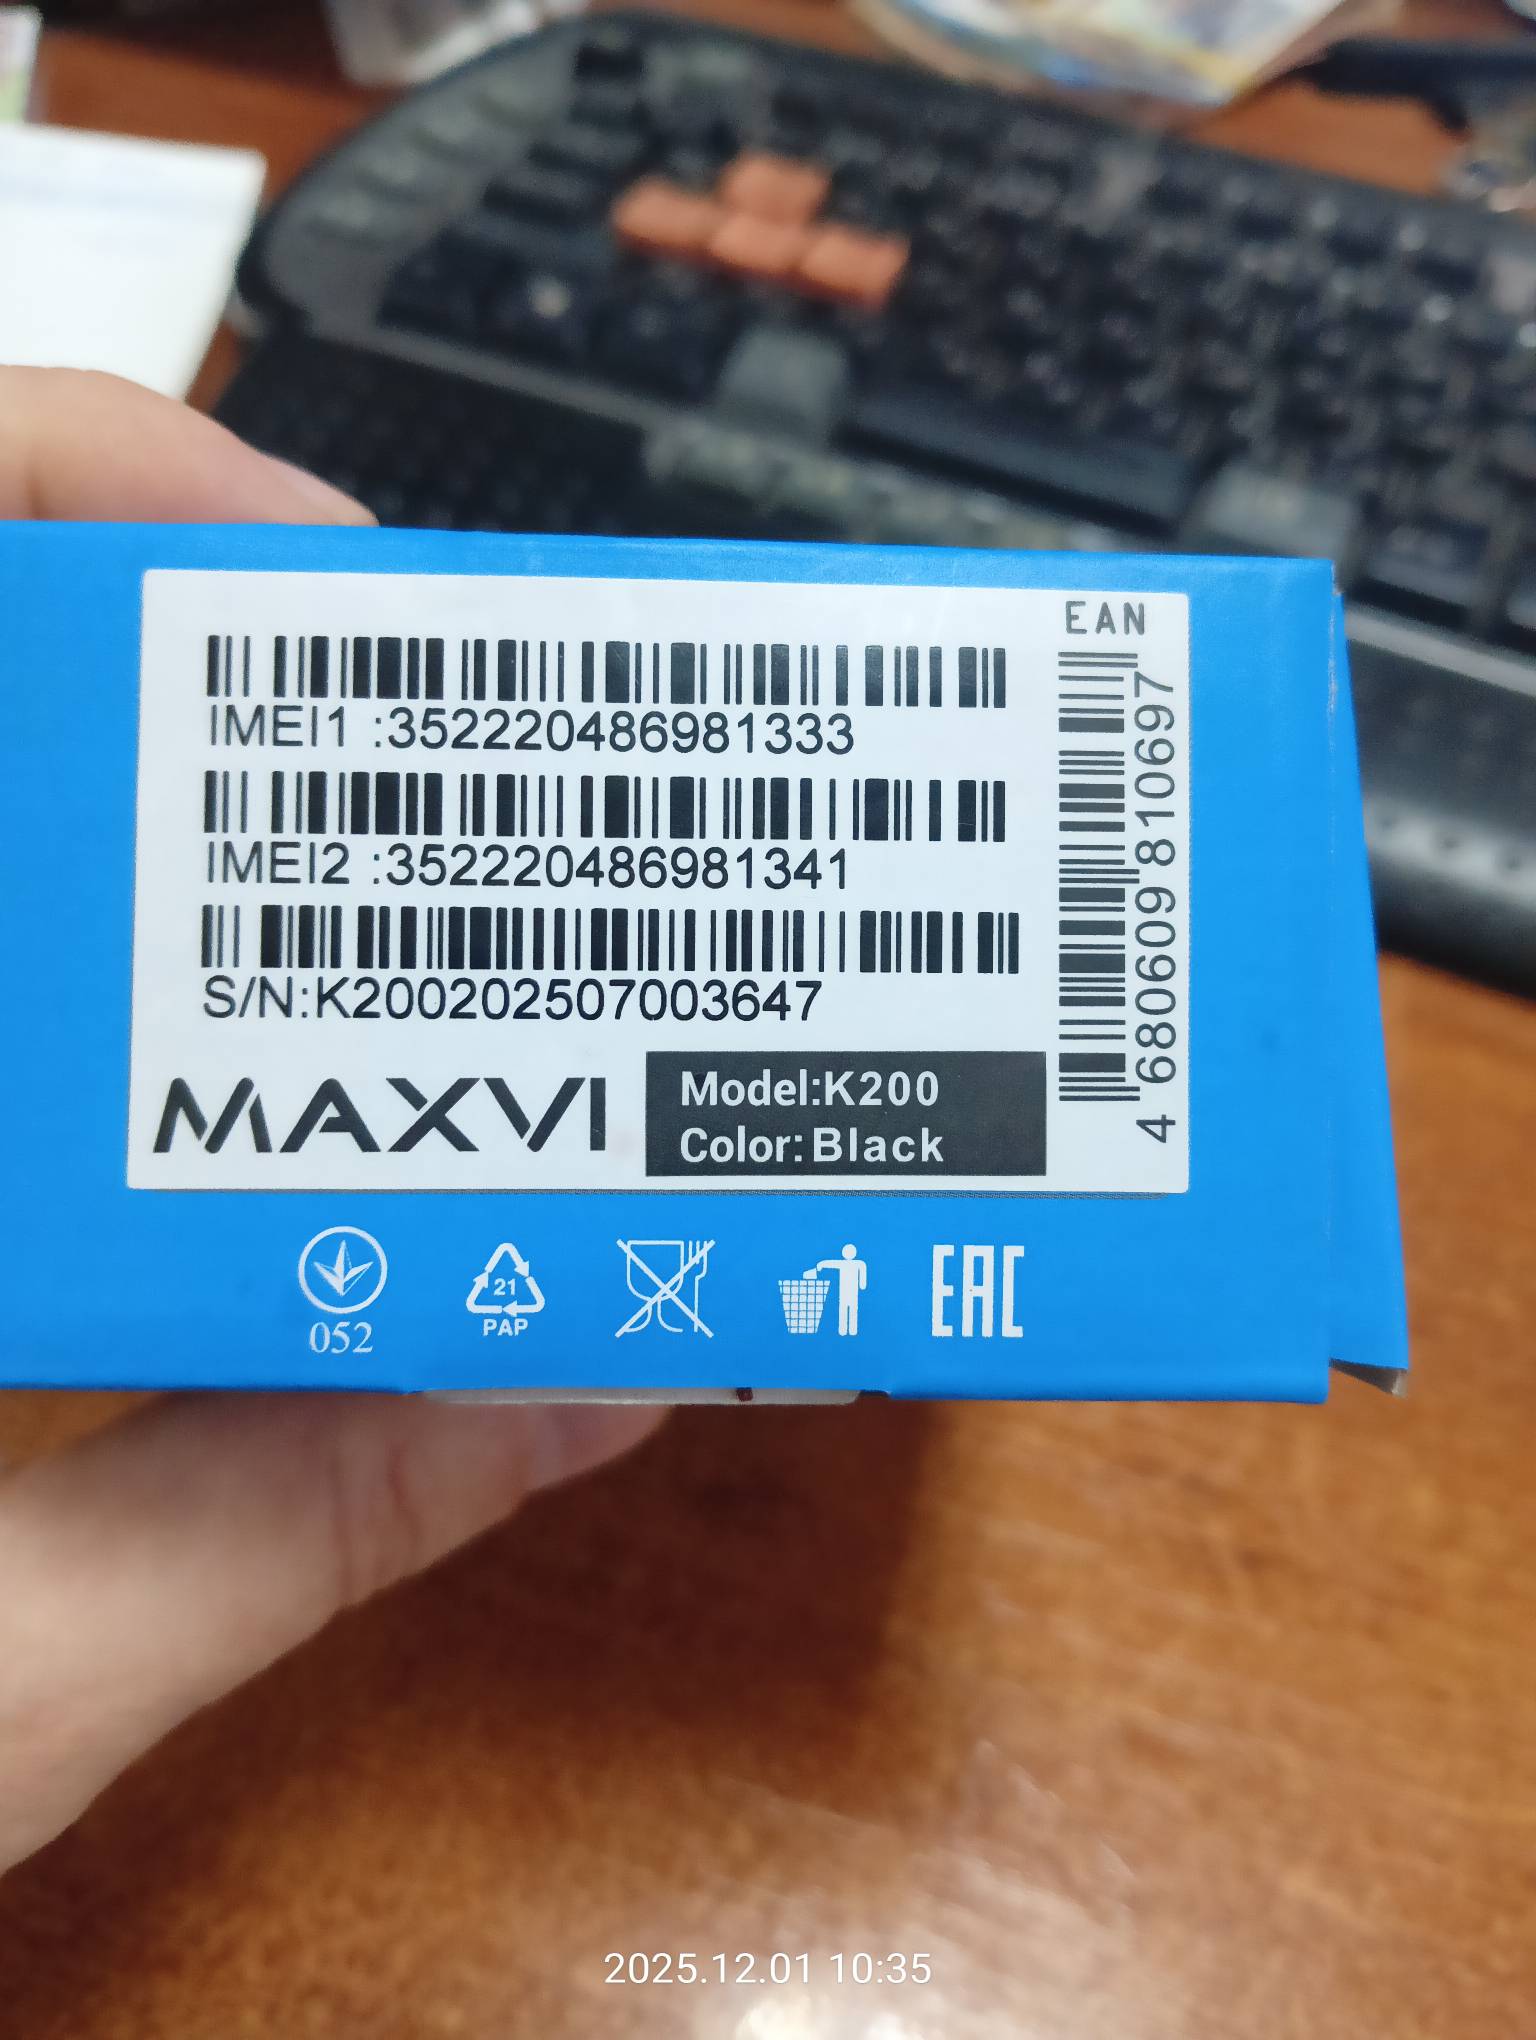 EAN
IMEI1 :352220486981333
IMEI2 :352220486981341
S/N:K200202507003647
4 680609 810697
MAXVI
Model:K200
Color:Black
052
21
PAP
EAC
2025.12.01 10:35